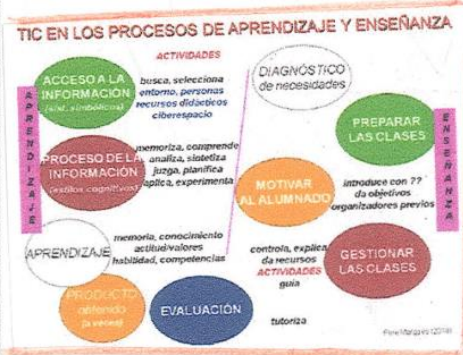 TIC EN LOS PROCESOS DE APRENDIZAJE Y ENSEÑANZA
APRENDIZAJE
ACTIVIDADES
ACCESO A LA
INFORMACIÓN
(sist. simbólicos)
busca, selecciona
entorno, personas
recursos didácticos
ciberespacio
PROCESO DE LA
INFORMACIÓN
(estilos cognitivos)
memoriza, comprende
analiza, sintetiza
juzga, planifica
aplica, experimenta
APRENDIZAJE
memoria, conocimiento
actitud/valores
habilidad, competencias
PRODUCTO
obtenido
(a veces)
EVALUACIÓN
DIAGNÓSTICO
de necesidades
PREPARAR
LAS CLASES
ENSEÑANZA
MOTIVAR
AL ALUMNADO
introduce con ??
da objetivos
organizadores previos
controla, explica
da recursos
ACTIVIDADES
guía
GESTIONAR
LAS CLASES
tutoriza